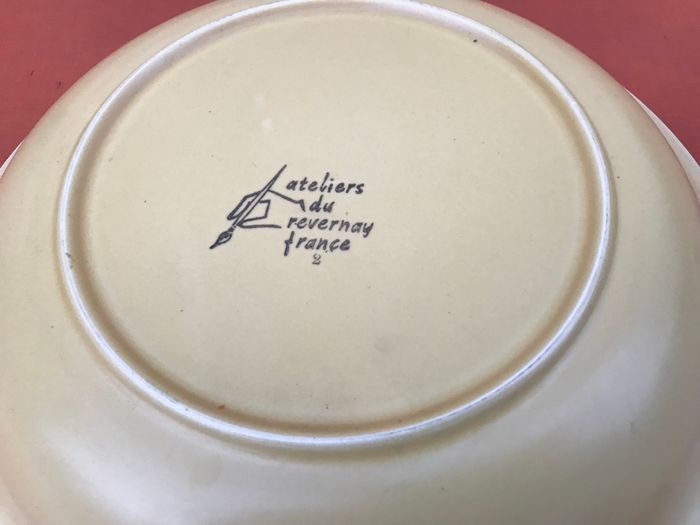 ateliers
du
revernay
france
2